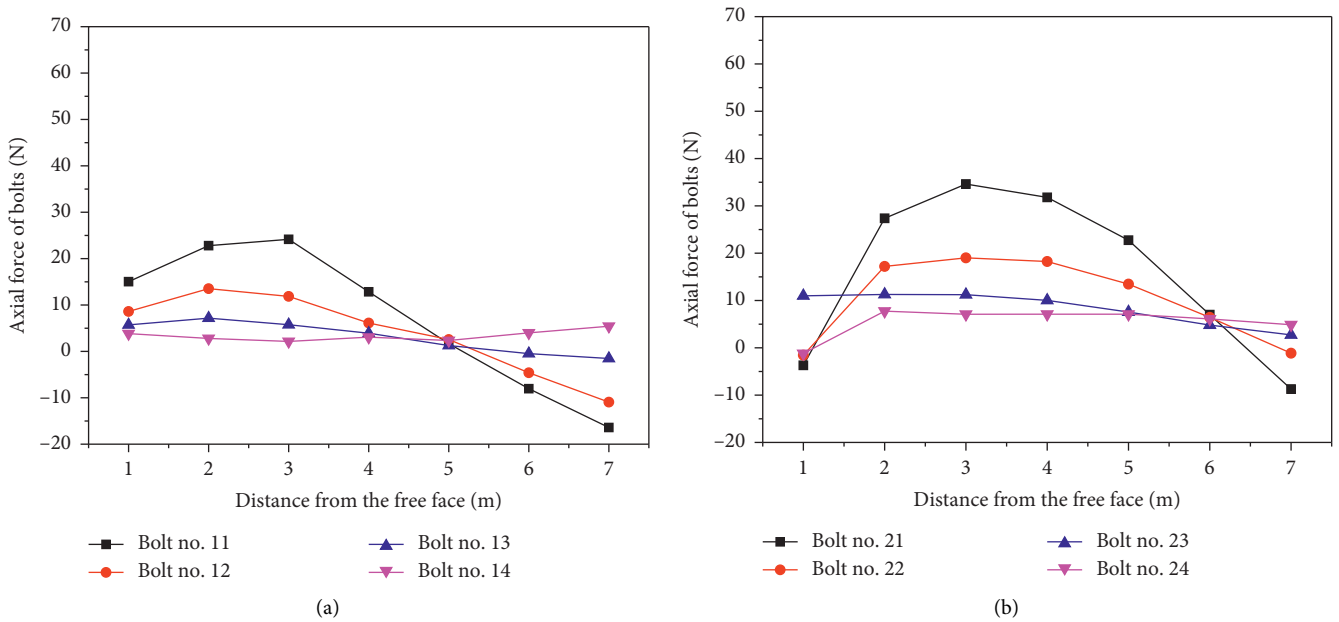 70
60
50
40
30
20
10
0
–10
–20
Axial force of bolts (N)
1 2 3 4 5 6 7
Distance from the free face (m)
Bolt no. 11
Bolt no. 12
Bolt no. 13
Bolt no. 14
(a)
70
60
50
40
30
20
10
0
–10
–20
Axial force of bolts (N)
1 2 3 4 5 6 7
Distance from the free face (m)
Bolt no. 21
Bolt no. 22
Bolt no. 23
Bolt no. 24
(b)